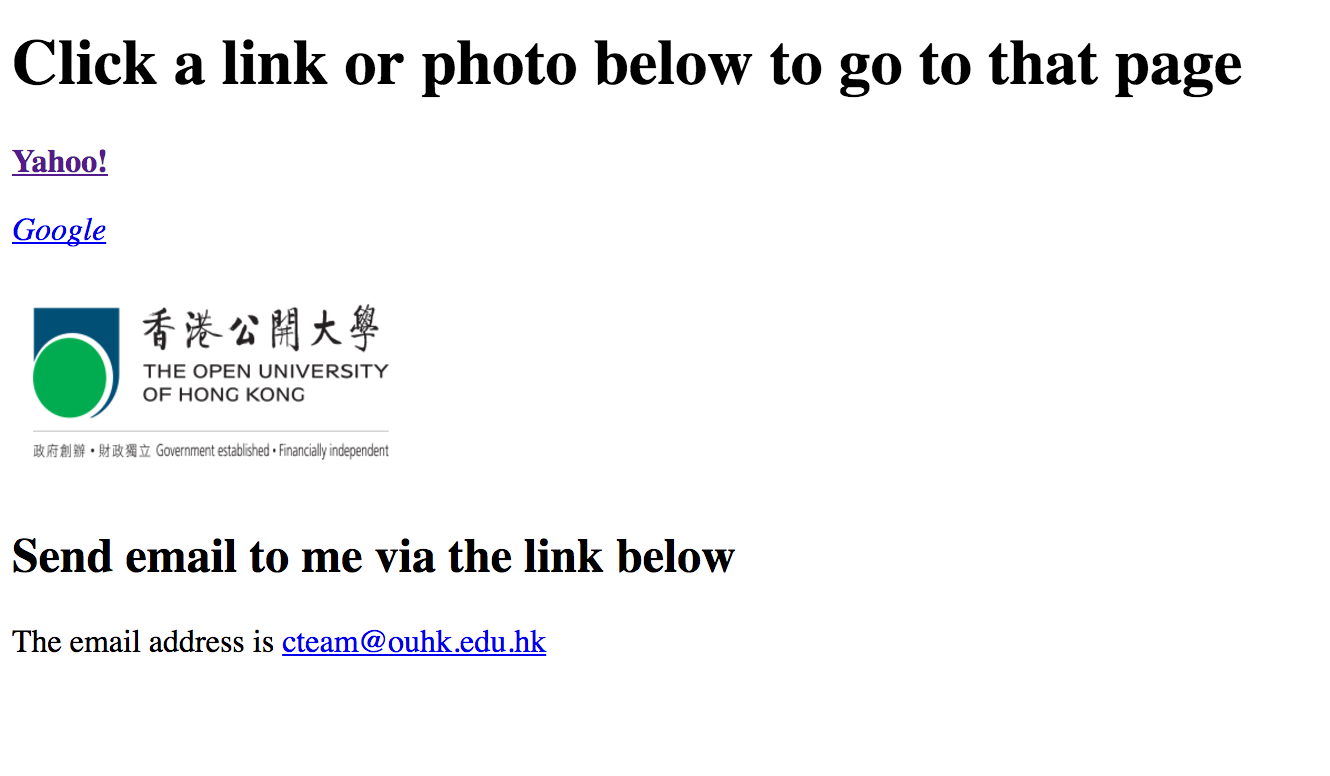 Click a link or photo below to go to that page
Yahoo!
Google
香港公開大學
THE OPEN UNIVERSITY
OF HONG KONG
政府創辦 • 財政獨立 Government established • Financially independent
Send email to me via the link below
The email address is cteam@ouhk.edu.hk